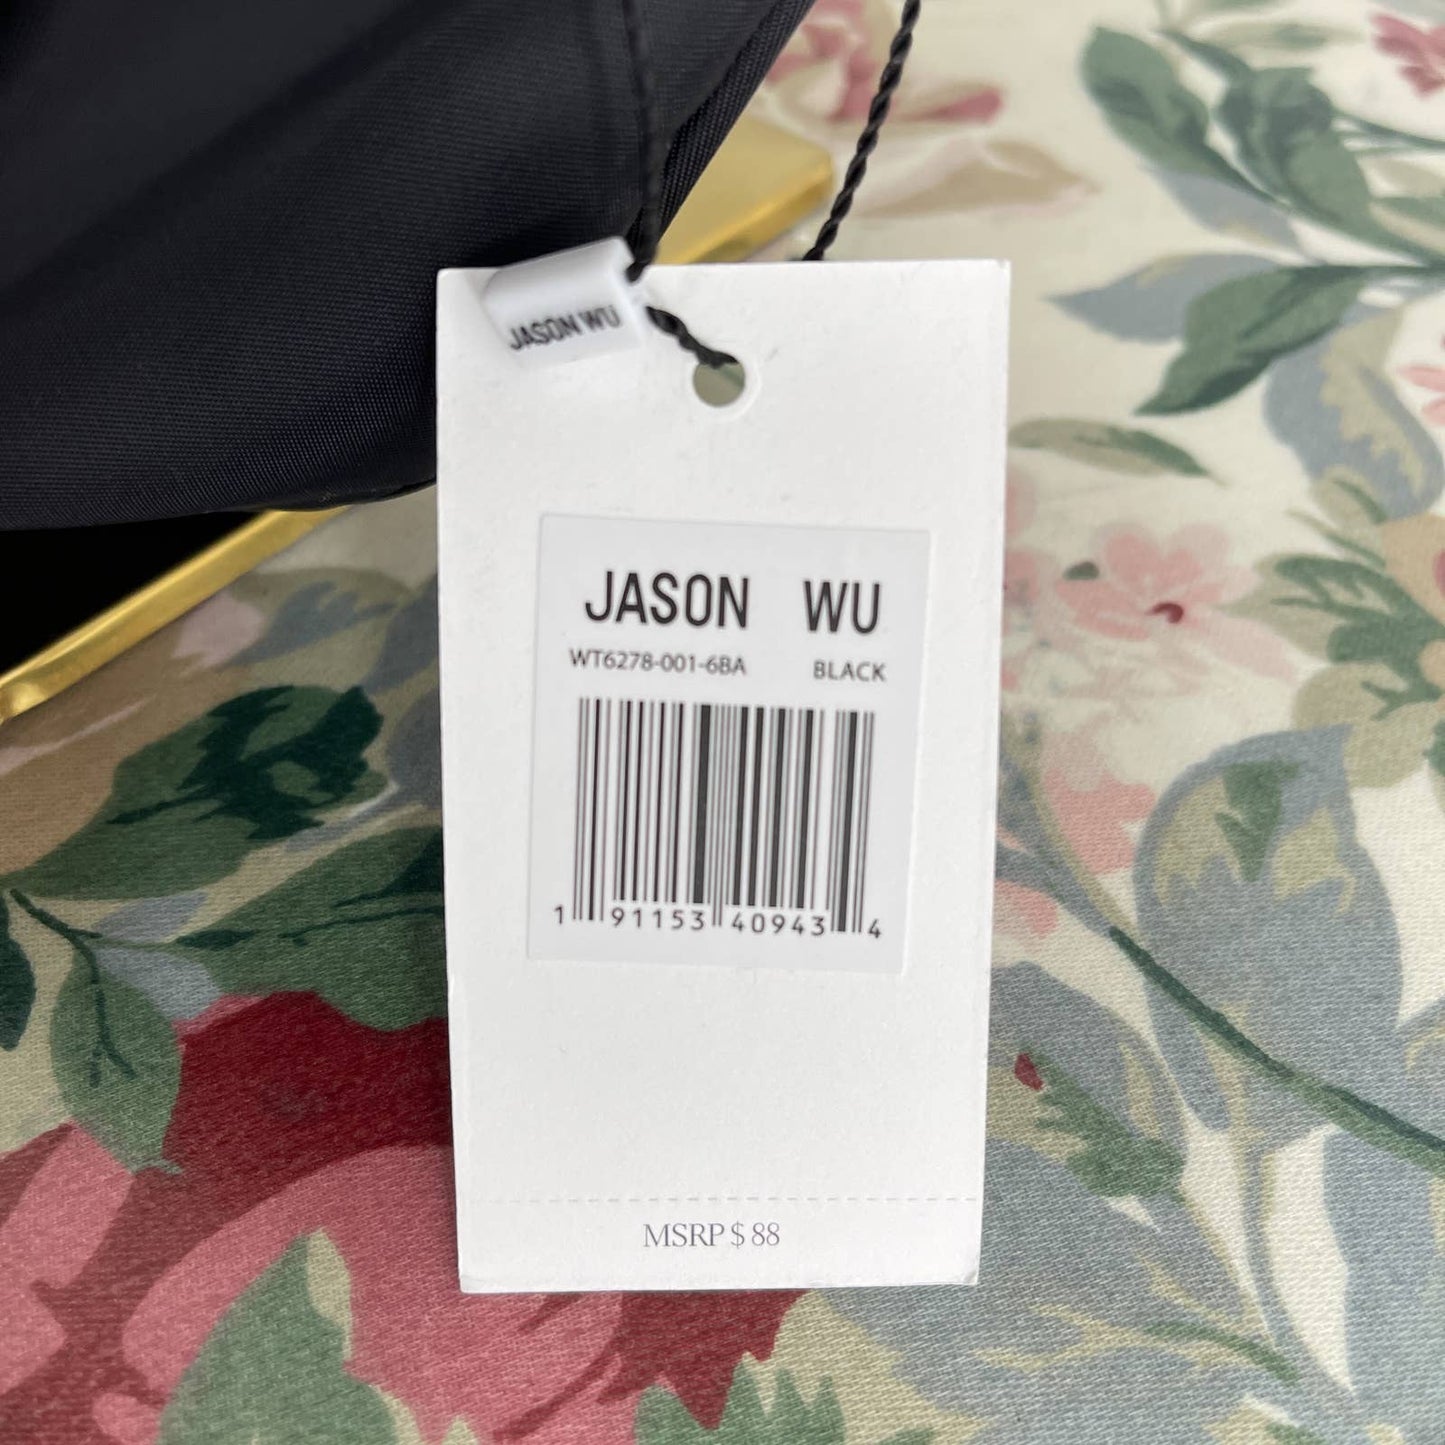 JASON WU
JASON WU
WT6278-001-6BA BLACK
1 91153 40943 4
MSRP $ 88